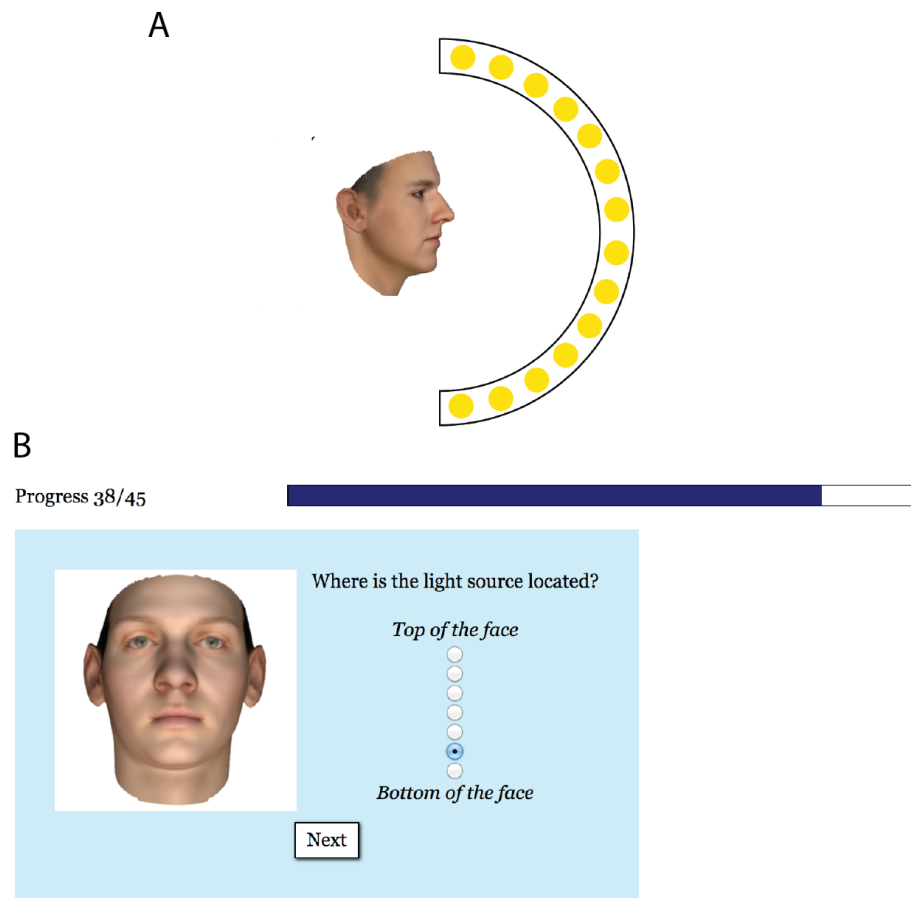 A
B
Progress 38/45
Where is the light source located?
Top of the face
Bottom of the face
Next